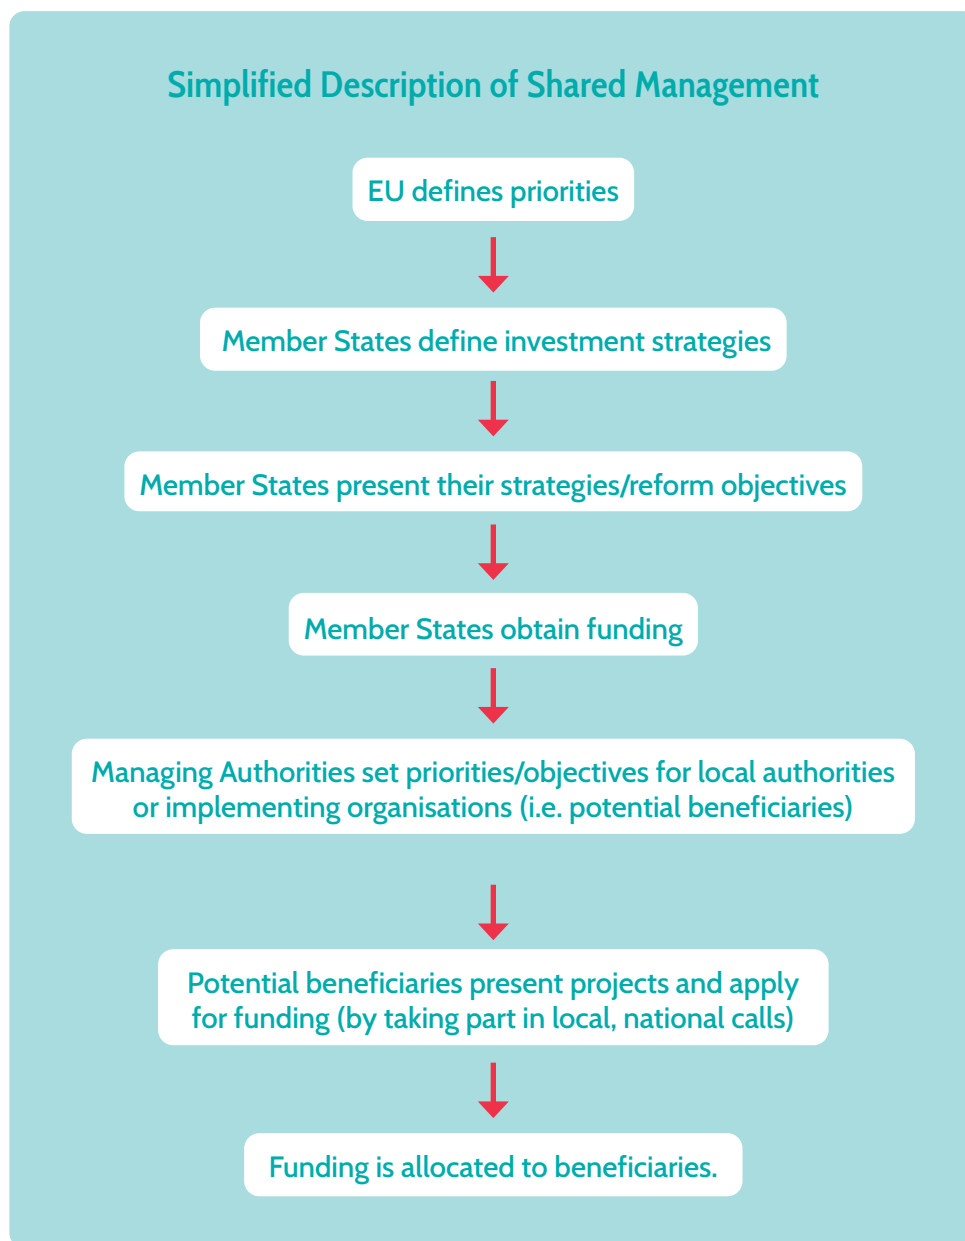 Simplified Description of Shared Management
EU defines priorities
Member States define investment strategies
Member States present their strategies/reform objectives
Member States obtain funding
Managing Authorities set priorities/objectives for local authorities
or implementing organisations (i.e. potential beneficiaries)
Potential beneficiaries present projects and apply
for funding (by taking part in local, national calls)
Funding is allocated to beneficiaries.